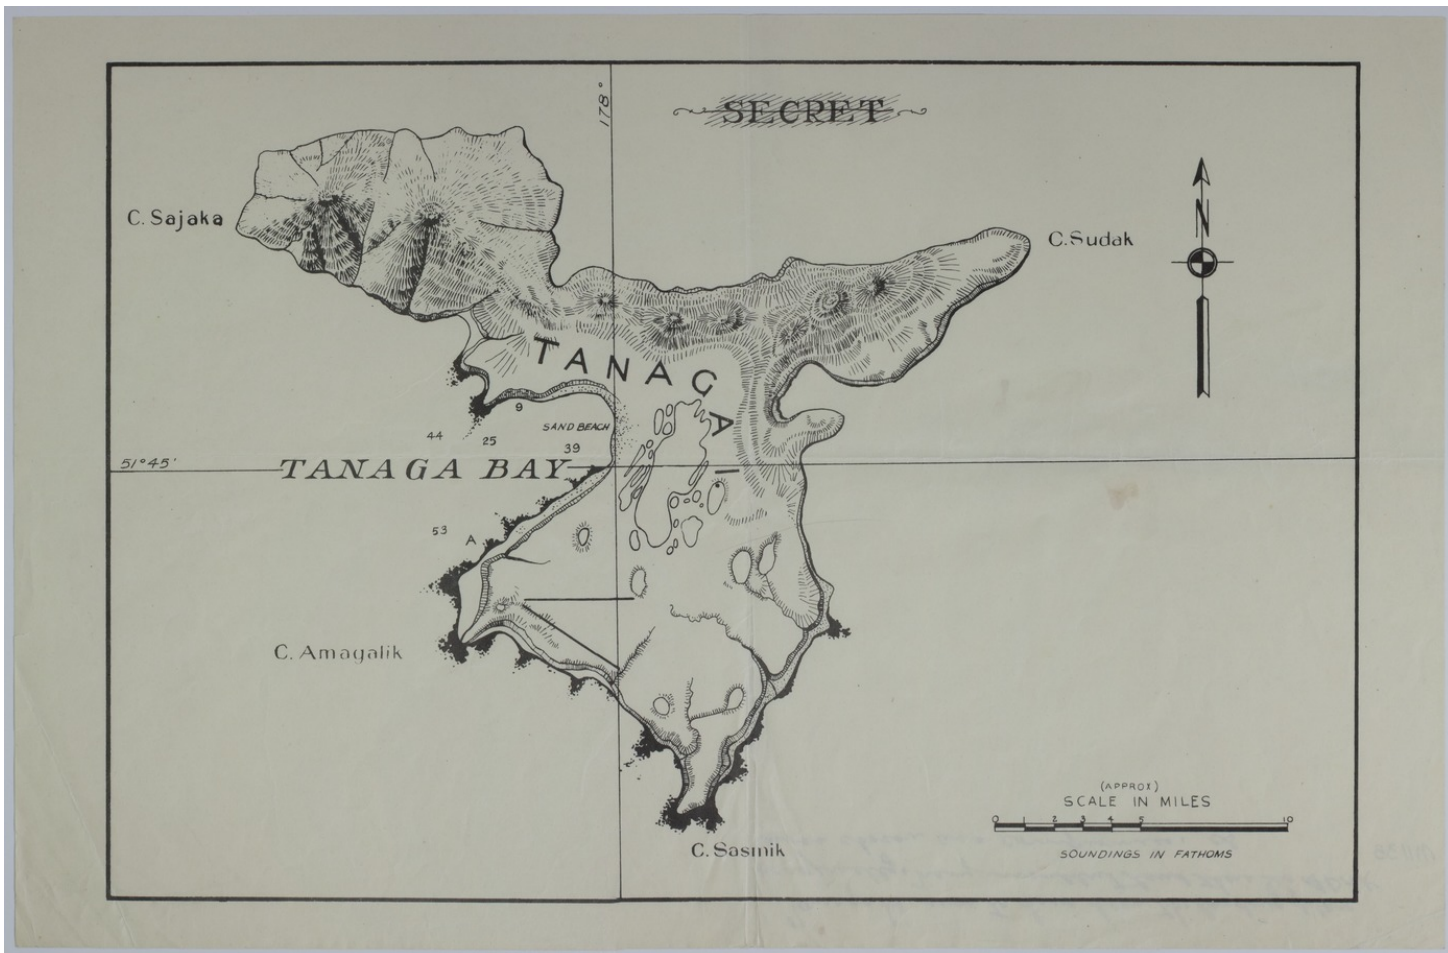 SECRET
178°
N
C. Sajaka
C. Sudak
TANAGA I
9
SAND BEACH
44
25
39
51°45'
TANAGA BAY
53
A
C. Amagalik
C. Sasmik
(APPROX)
SCALE IN MILES
0 1 2 3 4 5 10
SOUNDINGS IN FATHOMS